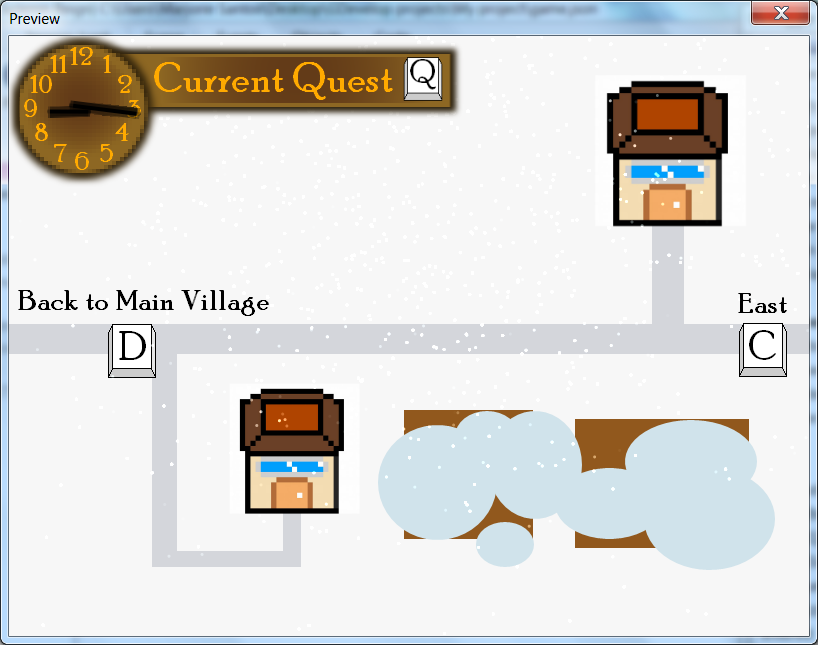 Preview
12
11 1
10 2
9 3
8 4
7 6 5
Current Quest Q
Back to Main Village
East
D
C